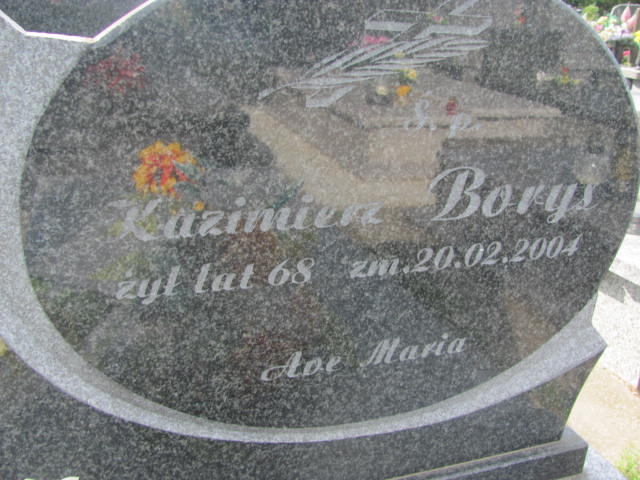 Ś. p.
Kazimierz Borys
żył lat 68 zm. 20.02.2004
Ave Maria